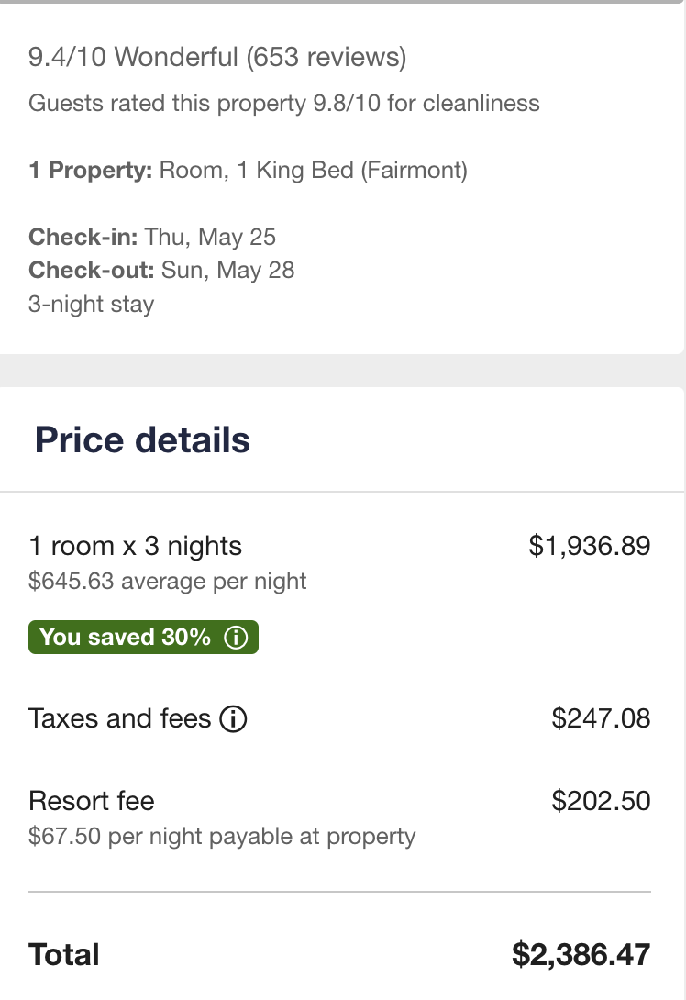 9.4/10 Wonderful (653 reviews)
Guests rated this property 9.8/10 for cleanliness
1 Property: Room, 1 King Bed (Fairmont)
Check-in: Thu, May 25
Check-out: Sun, May 28
3-night stay
Price details
1 room x 3 nights $1,936.89
$645.63 average per night
You saved 30%
Taxes and fees $247.08
Resort fee $202.50
$67.50 per night payable at property
Total $2,386.47